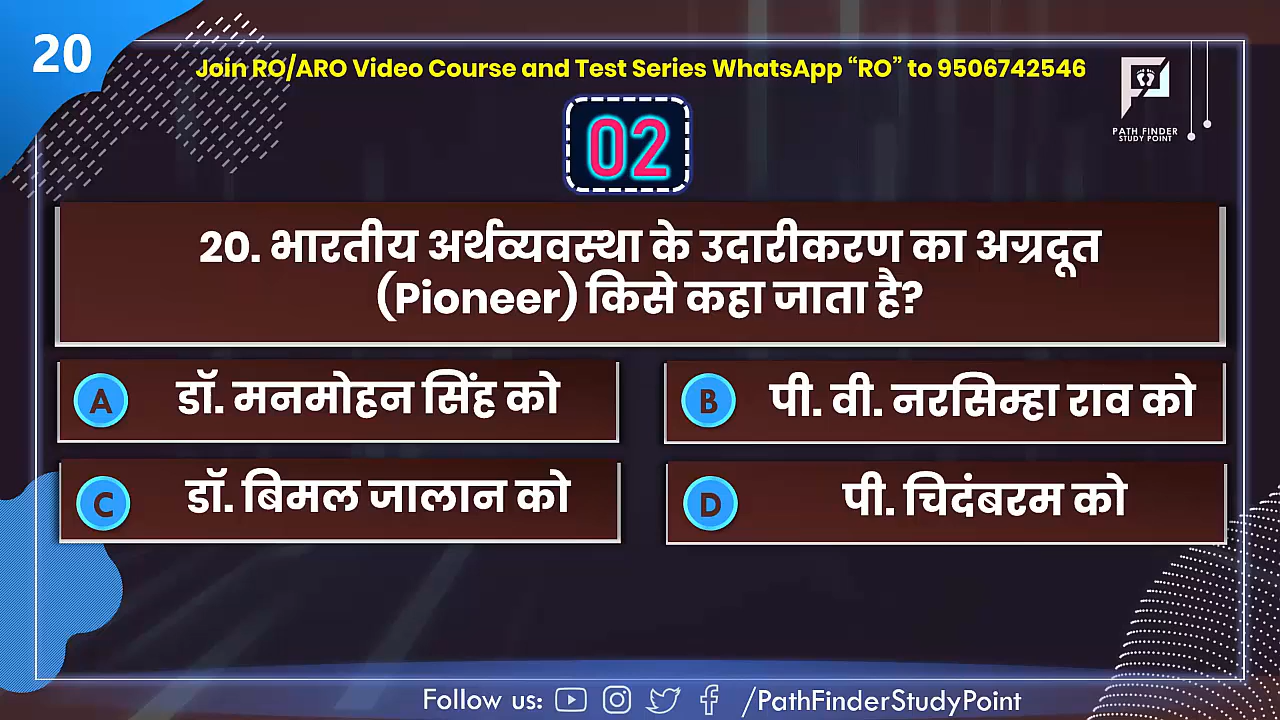 20
Join RO/ARO Video Course and Test Series WhatsApp “RO” to 9506742546
PATH FINDER
STUDY POINT
02
20. भारतीय अर्थव्यवस्था के उदारीकरण का अग्रदूत
(Pioneer) किसे कहा जाता है?
A डॉ. मनमोहन सिंह को
B पी. वी. नरसिम्हा राव को
C डॉ. बिमल जालान को
D पी. चिदंबरम को
Follow us: /PathFinderStudyPoint